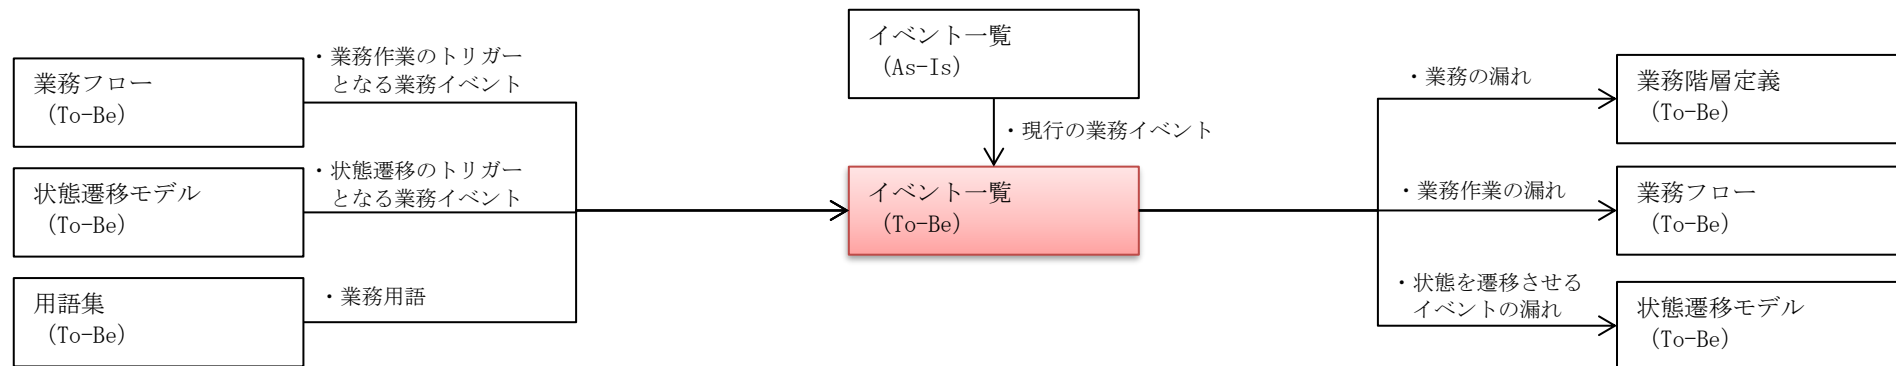 業務フロー
(To-Be)
・業務作業のトリガー
となる業務イベント
状態遷移モデル
(To-Be)
・状態遷移のトリガー
となる業務イベント
用語集
(To-Be)
・業務用語
イベント一覧
(As-Is)
・現行の業務イベント
イベント一覧
(To-Be)
・業務の漏れ
業務階層定義
(To-Be)
・業務作業の漏れ
業務フロー
(To-Be)
・状態を遷移させる
イベントの漏れ
状態遷移モデル
(To-Be)